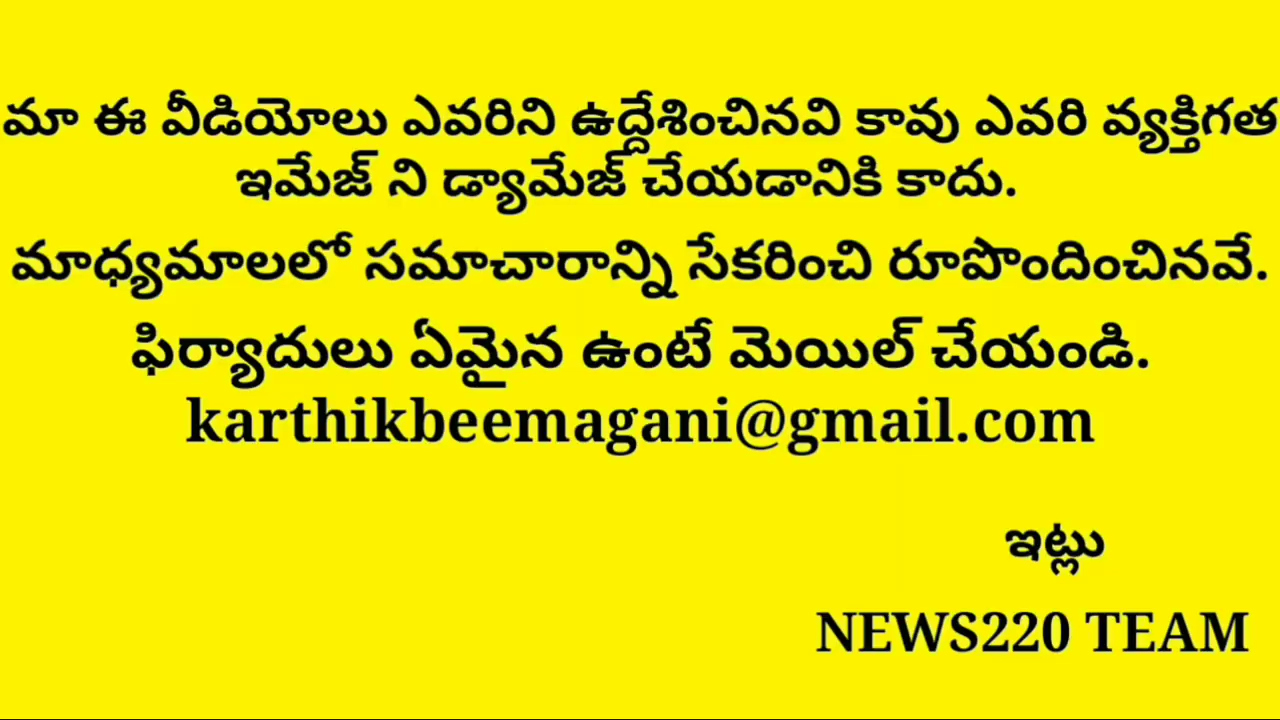 మా ఈ వీడియోలు ఎవరిని ఉద్దేశించినవి కావు ఎవరి వ్యక్తిగత
ఇమేజ్ ని డ్యామేజ్ చేయడానికి కాదు.
మాధ్యమాలలో సమాచారాన్ని సేకరించి రూపొందించినవే.
ఫిర్యాదులు ఏమైన ఉంటే మెయిల్ చేయండి.
karthikbeemagani@gmail.com
ఇట్లు
NEWS220 TEAM